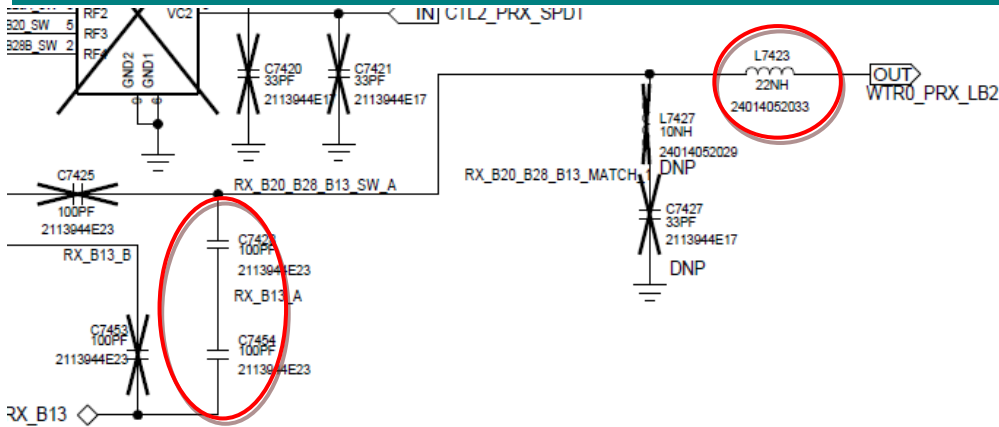 RF2
VC2
IN CTL2_PRX_SPDT
B20_SW 5 RF3
B28B_SW 2 RF4
GND2
GND1
9
6
C7420
33PF
2113944E17
C7421
33PF
2113944E17
L7423
22NH
24014052033
OUT
WTR0_PRX_LB2
L7427
10NH
24014052029
DNP
RX_B20_B28_B13_MATCH_1
C7427
33PF
2113944E17
DNP
C7425
100PF
2113944E23
RX_B20_B28_B13_SW_A
RX_B13_B
100PF
2113944E23
RX_B13_A
C7453
100PF
2113944E23
C7454
100PF
2113944E23
RX_B13